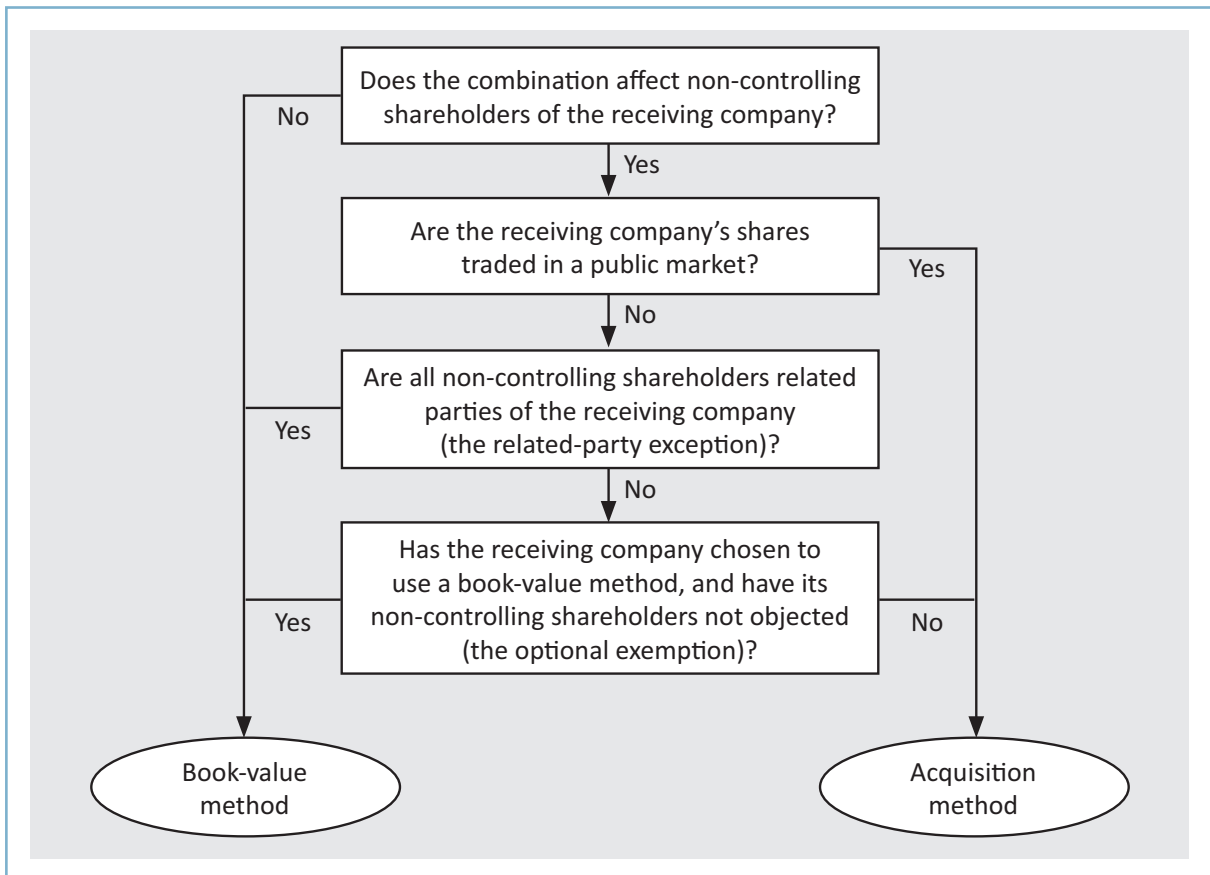 Does the combination affect non-controlling
shareholders of the receiving company?
No
Yes
Are the receiving company’s shares
traded in a public market?
Yes
No
Are all non-controlling shareholders related
parties of the receiving company
(the related-party exception)?
Yes
No
Has the receiving company chosen to
use a book-value method, and have its
non-controlling shareholders not objected
(the optional exemption)?
Yes
No
Book-value
method
Acquisition
method